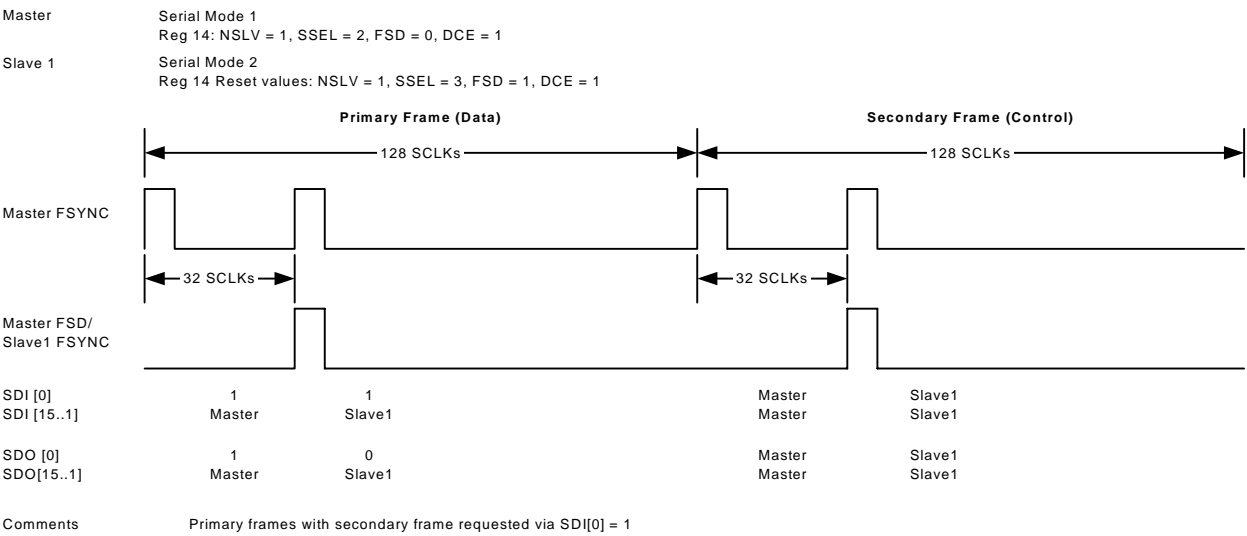 Master Serial Mode 1
Reg 14: NSLV = 1, SSEL = 2, FSD = 0, DCE = 1
Slave 1 Serial Mode 2
Reg 14 Reset values: NSLV = 1, SSEL = 3, FSD = 1, DCE = 1
Primary Frame (Data) Secondary Frame (Control)
128 SCLKs 128 SCLKs
Master FSYNC
32 SCLKs 32 SCLKs
Master FSD/
Slave1 FSYNC
SDI [0] 1 1 Master Slave1
SDI [15..1] Master Slave1 Master Slave1
SDO [0] 1 0 Master Slave1
SDO[15..1] Master Slave1 Master Slave1
Comments Primary frames with secondary frame requested via SDI[0] = 1